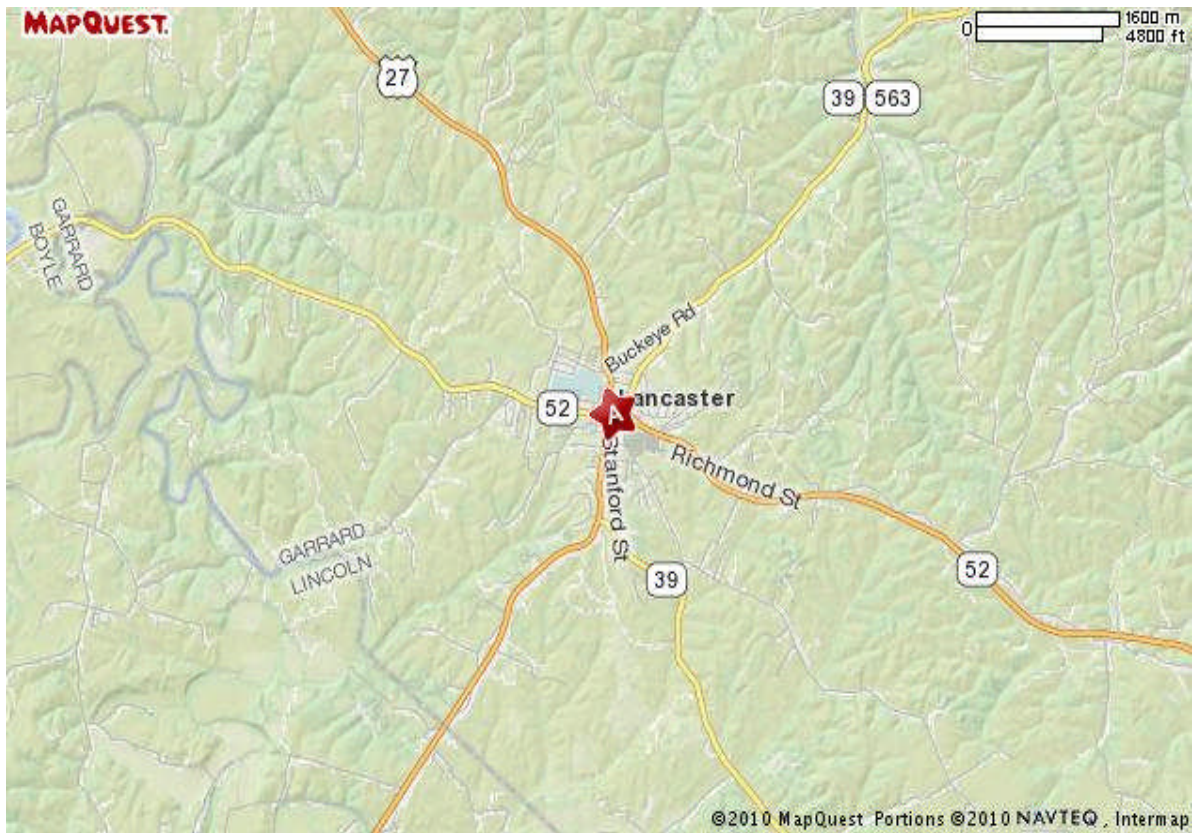 MAPQUEST.
0
1600 m
4800 ft
27
39
563
GARRARD
BOYLE
Buckeye Rd
52
A
Lancaster
Richmond St
Stanford St
GARRARD
LINCOLN
39
52
©2010 MapQuest Portions ©2010 NAVTEQ, Intermap